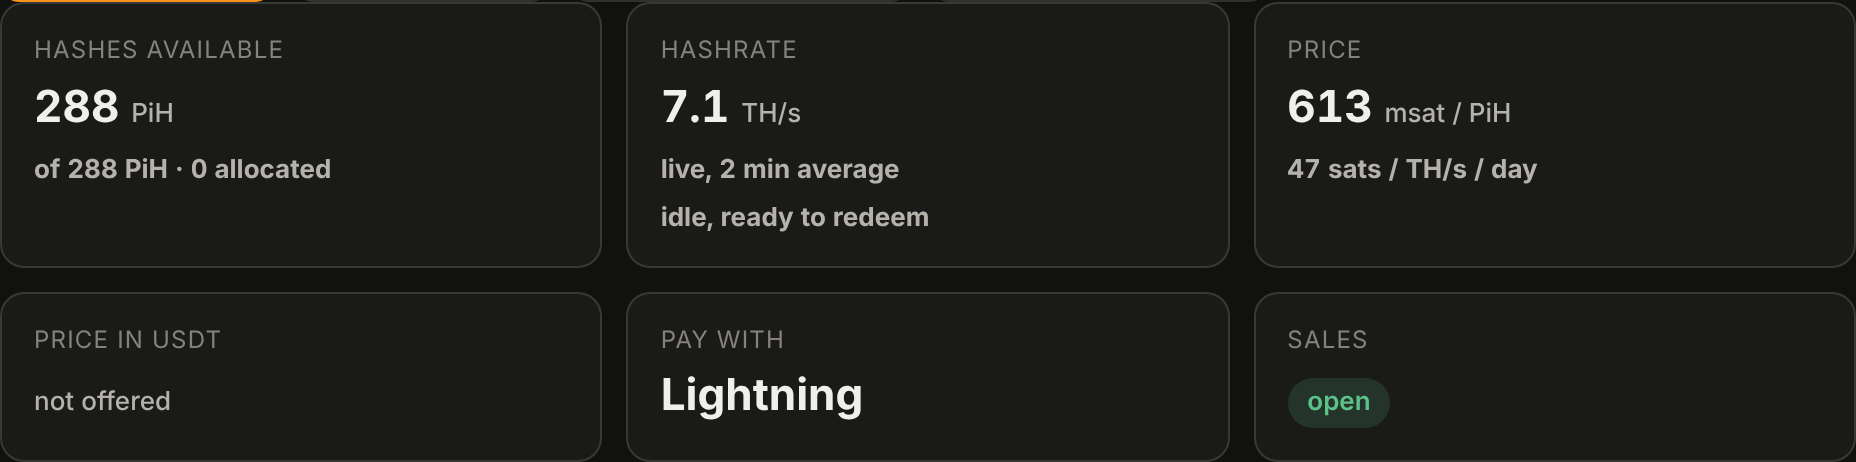 HASHES AVAILABLE
288 PiH
of 288 PiH · 0 allocated
HASHRATE
7.1 TH/s
live, 2 min average
idle, ready to redeem
PRICE
613 msat / PiH
47 sats / TH/s / day
PRICE IN USDT
not offered
PAY WITH
Lightning
SALES
open